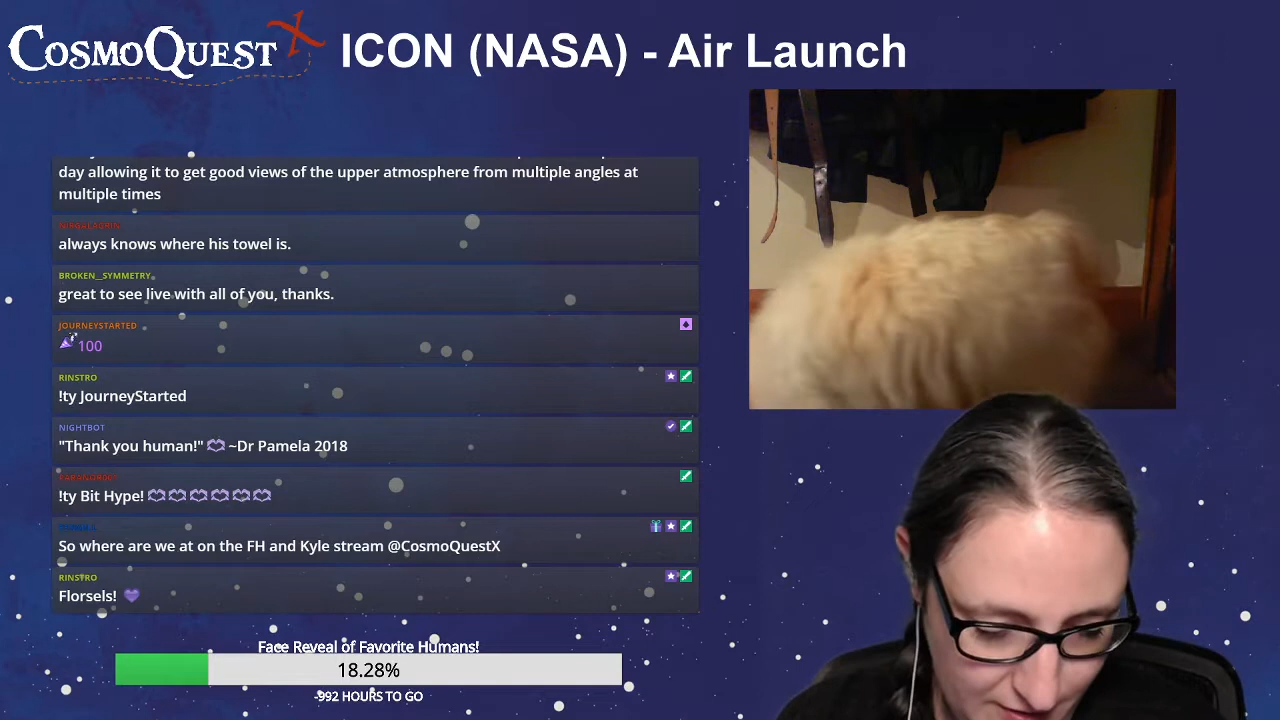 COSMOQUEST X
ICON (NASA) - Air Launch
day allowing it to get good views of the upper atmosphere from multiple angles at
multiple times
always knows where his towel is.
BROKEN_SYMMETRY
great to see live with all of you, thanks.
JOURNEYSTARTED
100
RINSTRO
!ty JourneyStarted
NIGHTBOT
"Thank you human!" ~Dr Pamela 2018
!ty Bit Hype!
So where are we at on the FH and Kyle stream @CosmoQuestX
RINSTRO
Florsels!
Face Reveal of Favorite Humans!
18.28%
-992 HOURS TO GO